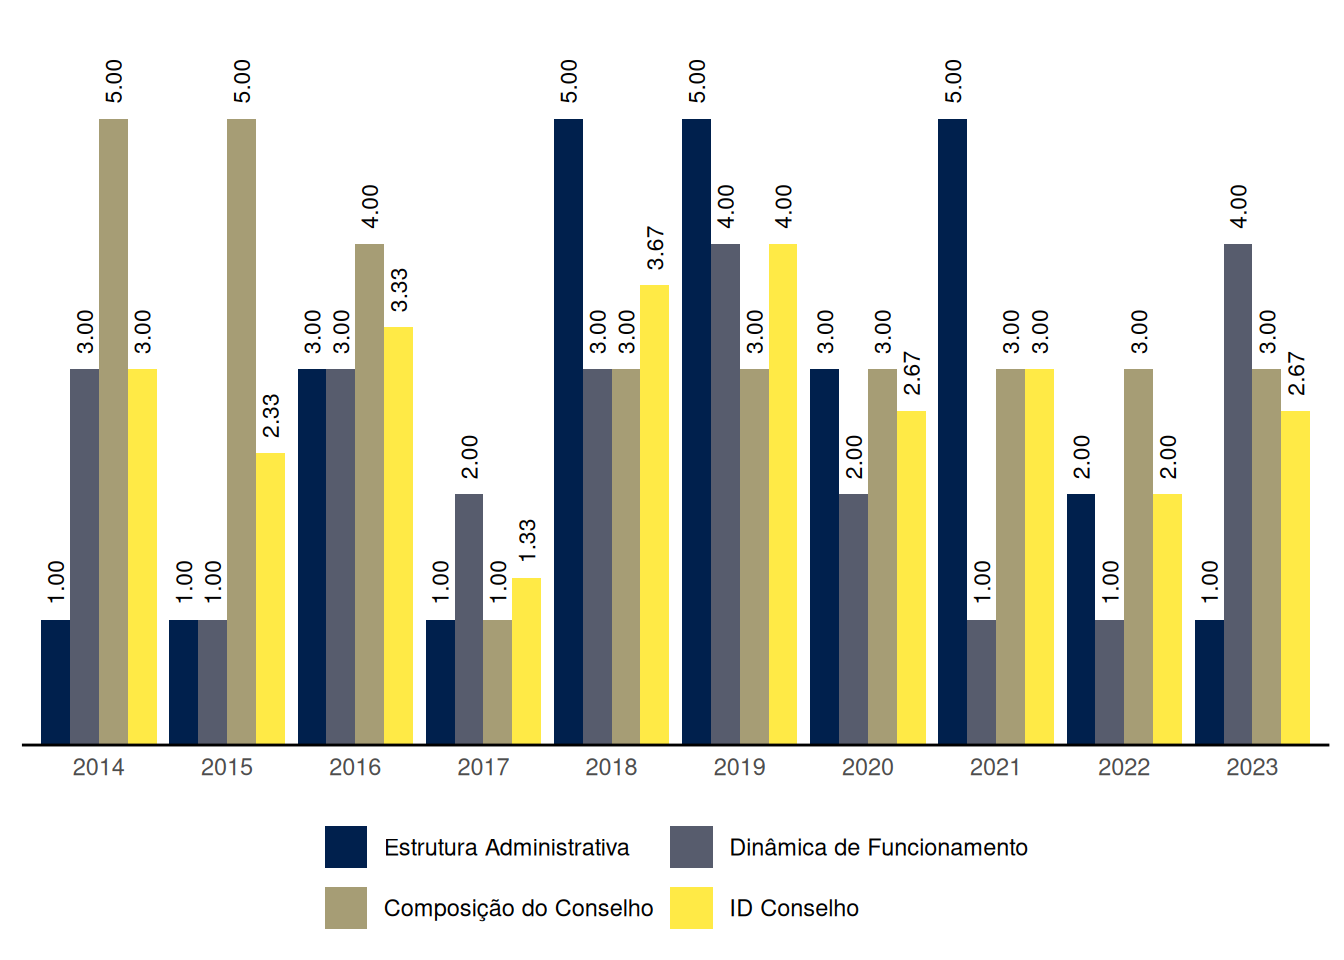 5.00 5.00 5.00 5.00 5.00
4.00 4.00 4.00 4.00
3.67
3.33
3.00 3.00 3.00 3.00 3.00 3.00 3.00 3.00 3.00 3.00 3.00 3.00 3.00
2.67 2.67
2.33
2.00 2.00 2.00 2.00
1.33
1.00 1.00 1.00 1.00 1.00 1.00 1.00 1.00
2014 2015 2016 2017 2018 2019 2020 2021 2022 2023
Estrutura Administrativa Dinâmica de Funcionamento
Composição do Conselho ID Conselho